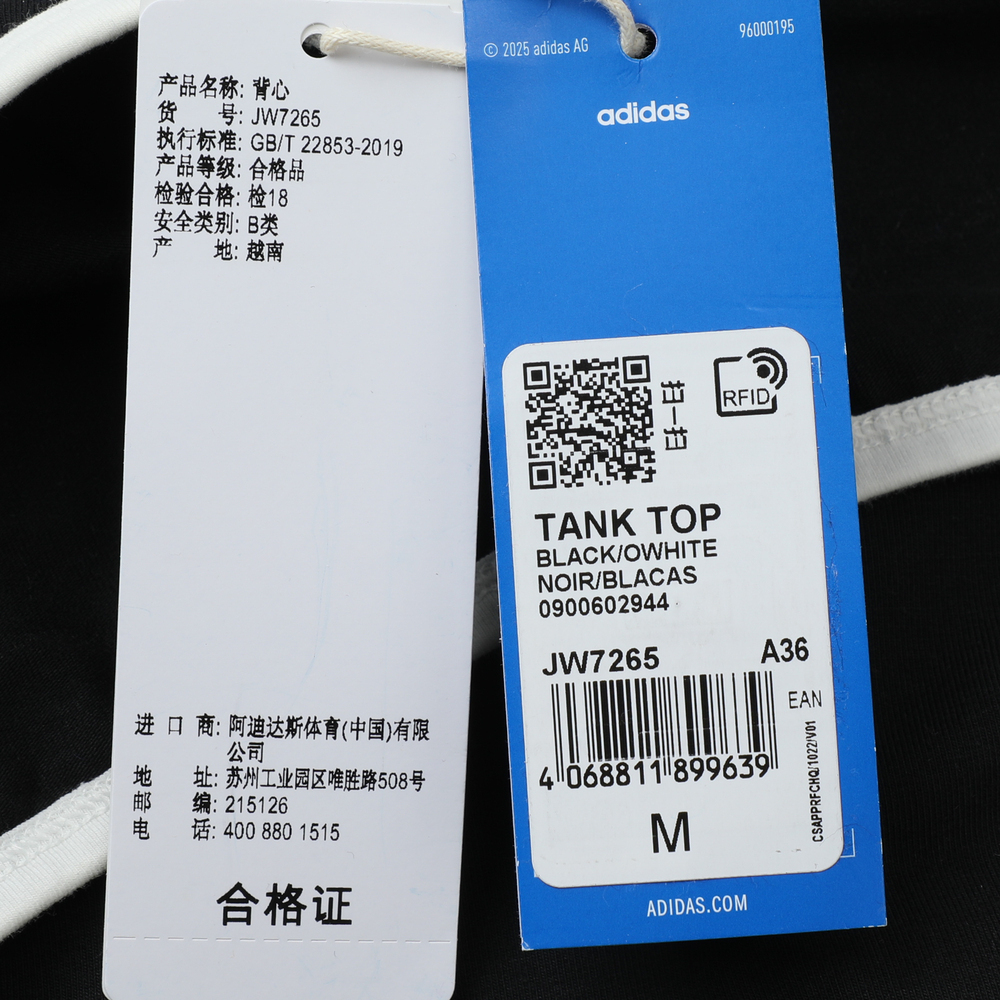 产品名称: 背心
货 号: JW7265
执行标准: GB/T 22853-2019
产品等级: 合格品
检验合格: 检18
安全类别: B类
产 地: 越南
进 口 商: 阿迪达斯体育(中国)有限
公司
地 址: 苏州工业园区唯胜路508号
邮 编: 215126
电 话: 400 880 1515
合格证
© 2025 adidas AG
96000195
adidas
扫一扫
RFID
TANK TOP
BLACK/OWHITE
NOIR/BLACAS
0900602944
JW7265
A36
EAN
4 068811 899639
CSAPPRFCHQ/1022/V01
M
ADIDAS.COM